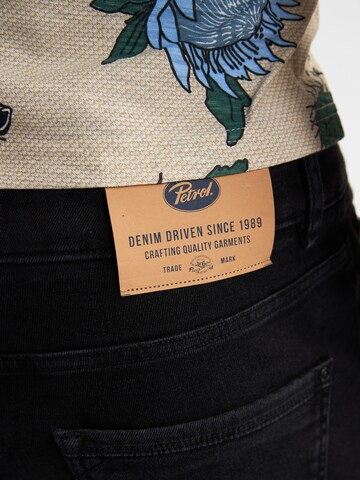 Petrol
DENIM DRIVEN SINCE 1989
CRAFTING QUALITY GARMENTS
TRADE MARK